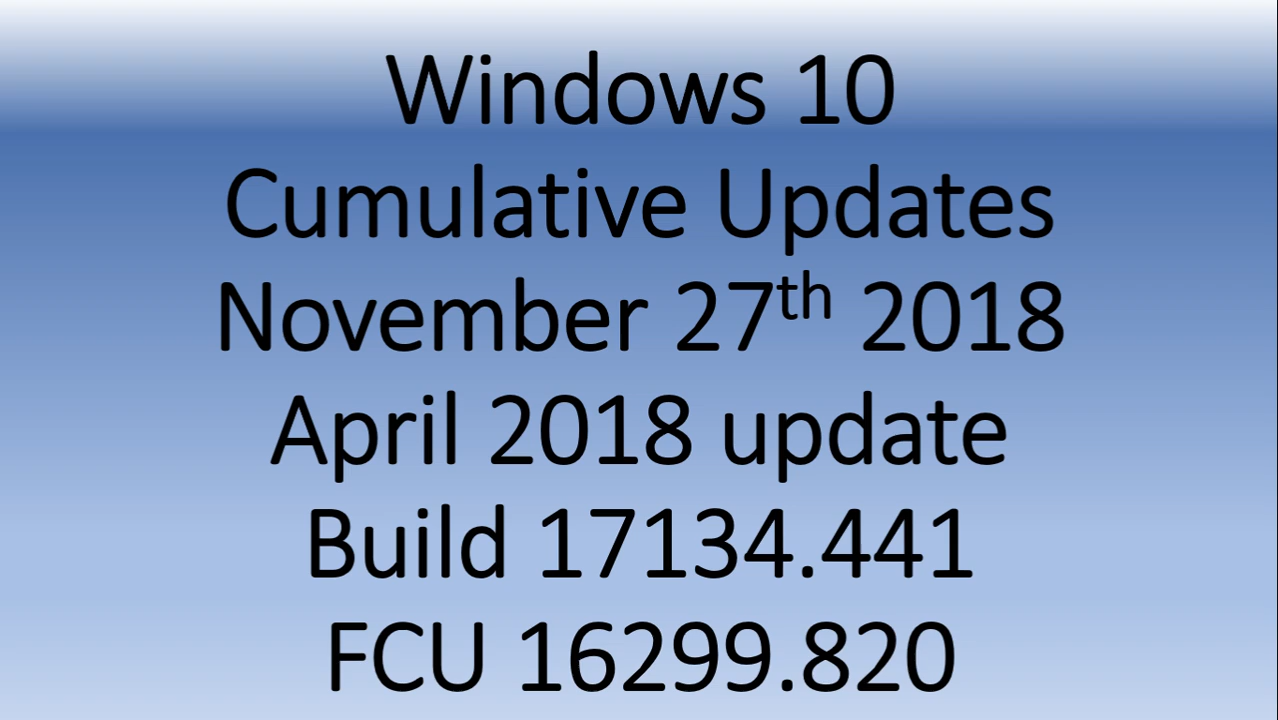 Windows 10
Cumulative Updates
November 27th 2018
April 2018 update
Build 17134.441
FCU 16299.820